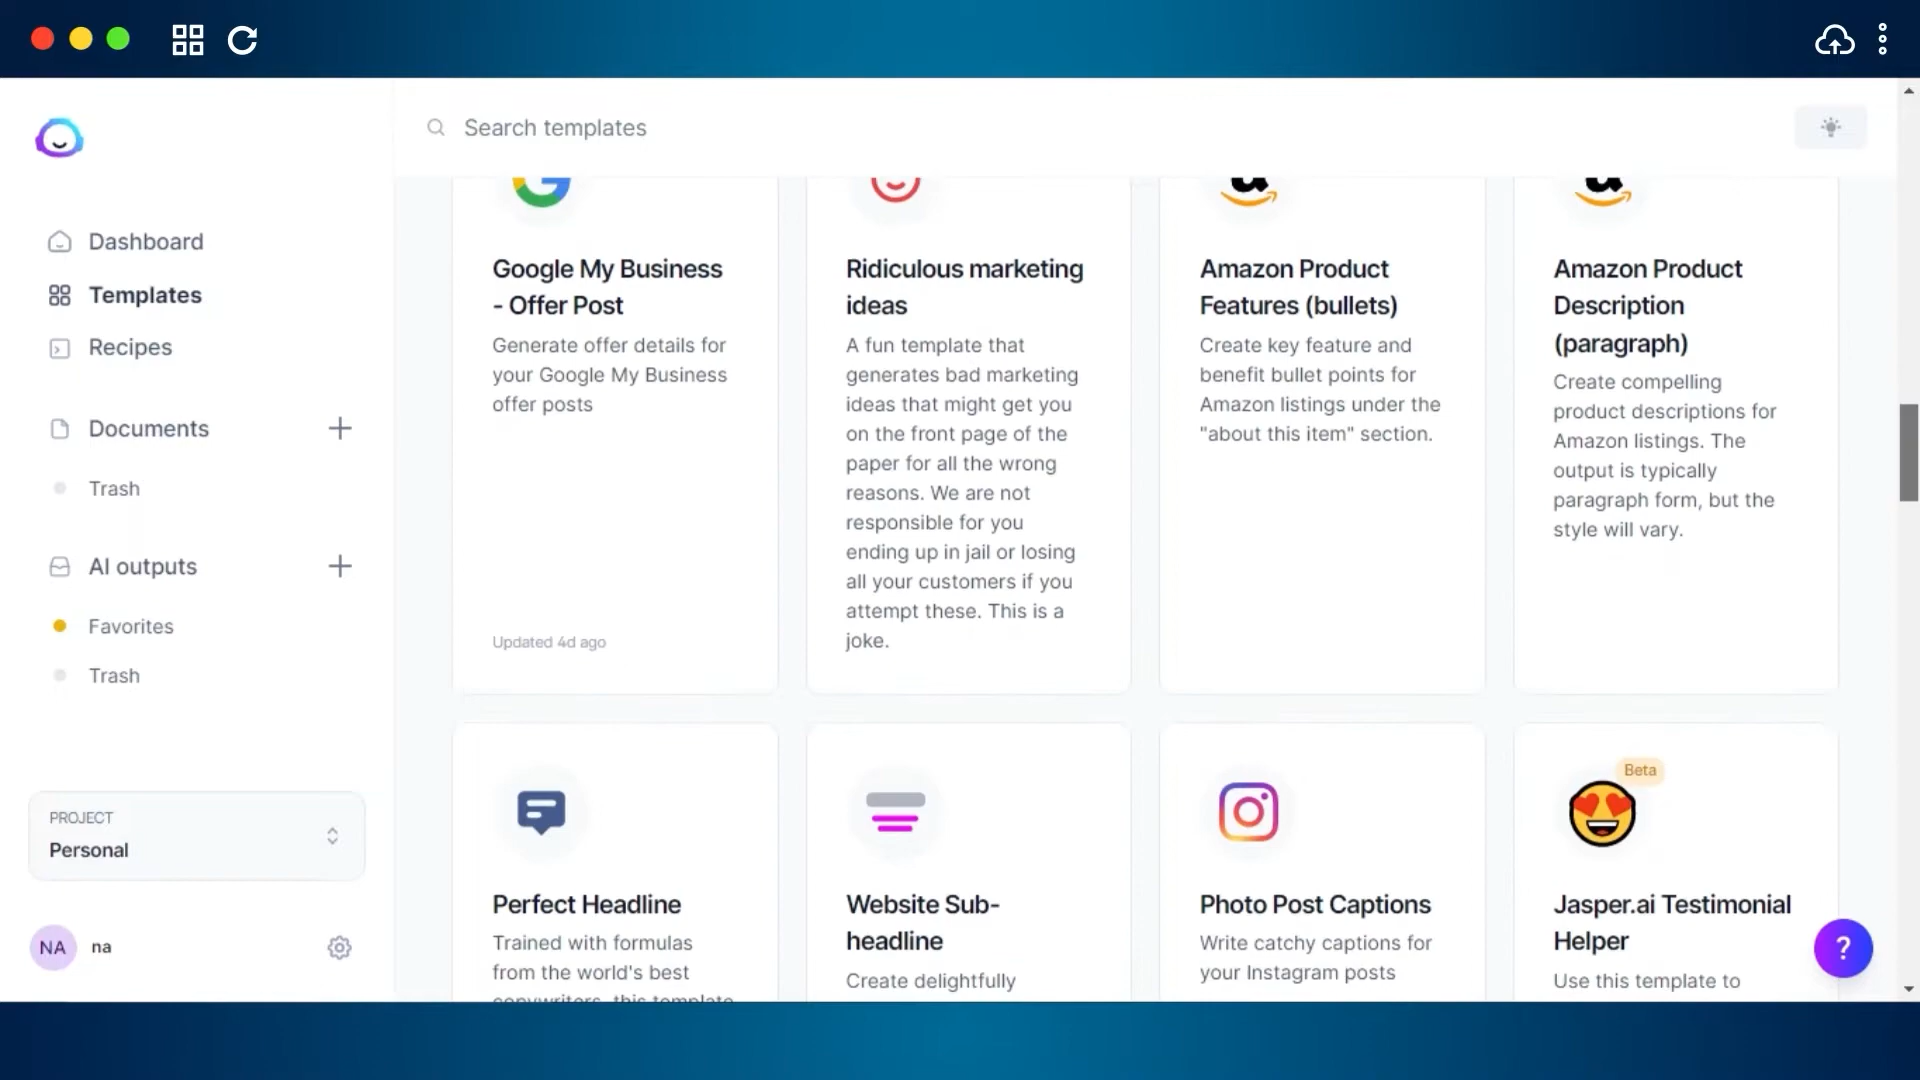 Search templates
Dashboard
Templates
Recipes
Documents
Trash
AI outputs
Favorites
Trash
PROJECT
Personal
NA na
Google My Business
- Offer Post
Generate offer details for
your Google My Business
offer posts
Updated 4d ago
Ridiculous marketing
ideas
A fun template that
generates bad marketing
ideas that might get you
on the front page of the
paper for all the wrong
reasons. We are not
responsible for you
ending up in jail or losing
all your customers if you
attempt these. This is a
joke.
Amazon Product
Features (bullets)
Create key feature and
benefit bullet points for
Amazon listings under the
"about this item" section.
Amazon Product
Description
(paragraph)
Create compelling
product descriptions for
Amazon listings. The
output is typically
paragraph form, but the
style will vary.
Perfect Headline
Trained with formulas
from the world's best
copywriters, this template
Website Sub-
headline
Create delightfully
Photo Post Captions
Write catchy captions for
your Instagram posts
Beta
Jasper.ai Testimonial
Helper
Use this template to
?